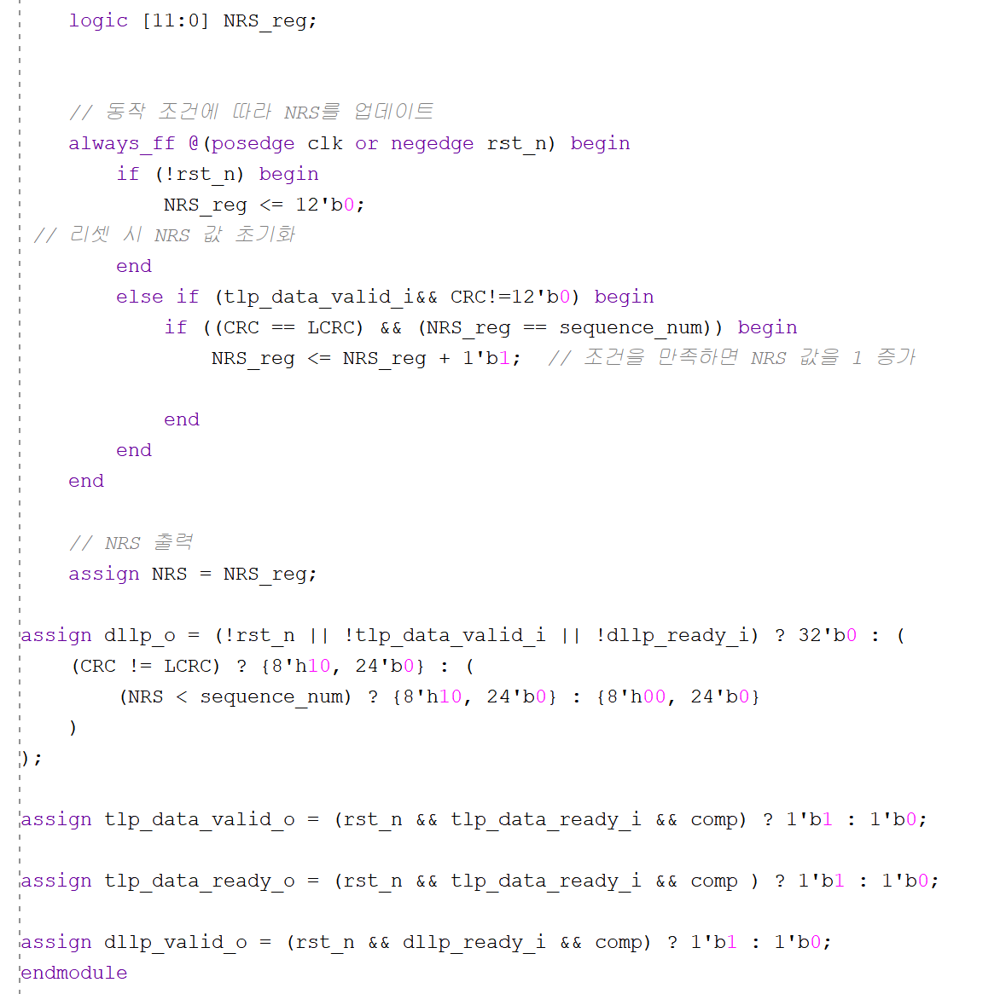 logic [11:0] NRS_reg;
// 동작 조건에 따라 NRS를 업데이트
always_ff @(posedge clk or negedge rst_n) begin
if (!rst_n) begin
NRS_reg <= 12'b0;
// 리셋 시 NRS 값 초기화
end
else if (tlp_data_valid_i&& CRC!=12'b0) begin
if ((CRC == LCRC) && (NRS_reg == sequence_num)) begin
NRS_reg <= NRS_reg + 1'b1;  // 조건을 만족하면 NRS 값을 1 증가
end
end
end
// NRS 출력
assign NRS = NRS_reg;
assign dllp_o = (!rst_n || !tlp_data_valid_i || !dllp_ready_i) ? 32'b0 : (
(CRC != LCRC) ? {8'h10, 24'b0} : (
(NRS < sequence_num) ? {8'h10, 24'b0} : {8'h00, 24'b0}
)
);
assign tlp_data_valid_o = (rst_n && tlp_data_ready_i && comp) ? 1'b1 : 1'b0;
assign tlp_data_ready_o = (rst_n && tlp_data_ready_i && comp ) ? 1'b1 : 1'b0;
assign dllp_valid_o = (rst_n && dllp_ready_i && comp) ? 1'b1 : 1'b0;
endmodule